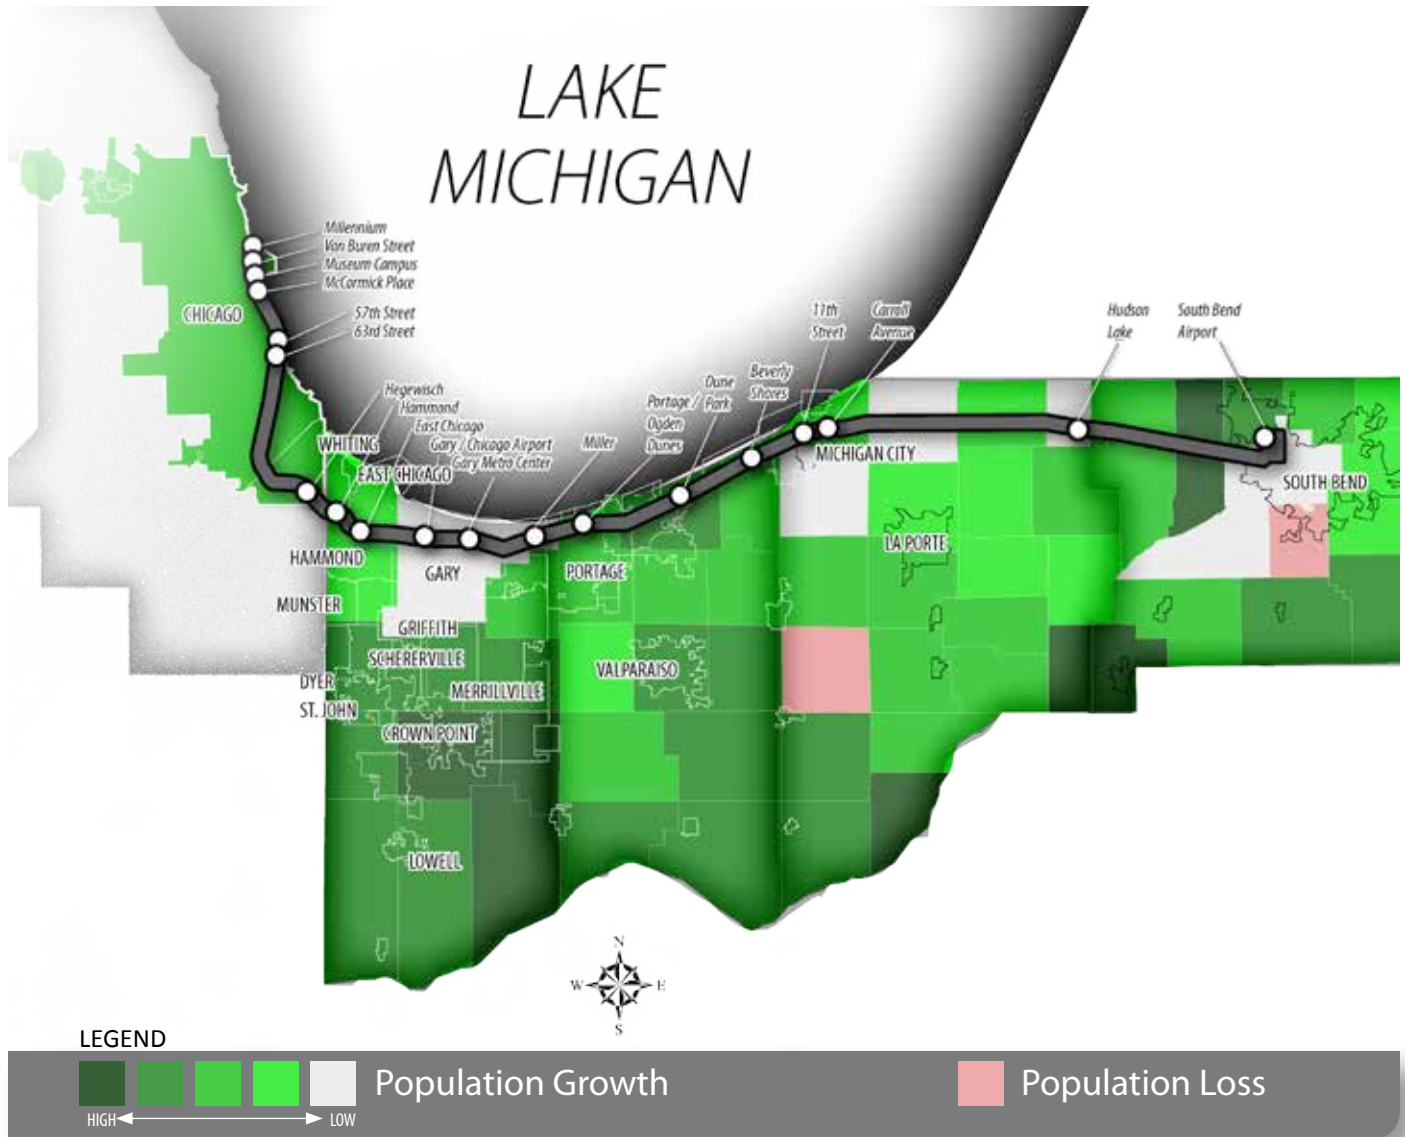 LAKE
MICHIGAN
Millennium
Van Buren Street
Museum Campus
McCormick Place
CHICAGO
57th Street
63rd Street
11th
Street
Carroll
Avenue
Hudson
Lake
South Bend
Airport
Hegewisch
Hammond
East Chicago
Gary / Chicago Airport
Gary Metro Center
Miller
Portage /
Ogden
Dunes
Dune
Park
Beverly
Shores
WHITING
EAST CHICAGO
MICHIGAN CITY
SOUTH BEND
HAMMOND
GARY
PORTAGE
LA PORTE
MUNSTER
GRIFFITH
SCHERERVILLE
DYER
MERRILLVILLE
VALPARAISO
ST. JOHN
CROWN POINT
LOWELL
N
W E
S
LEGEND
Population Growth
Population Loss
HIGH LOW